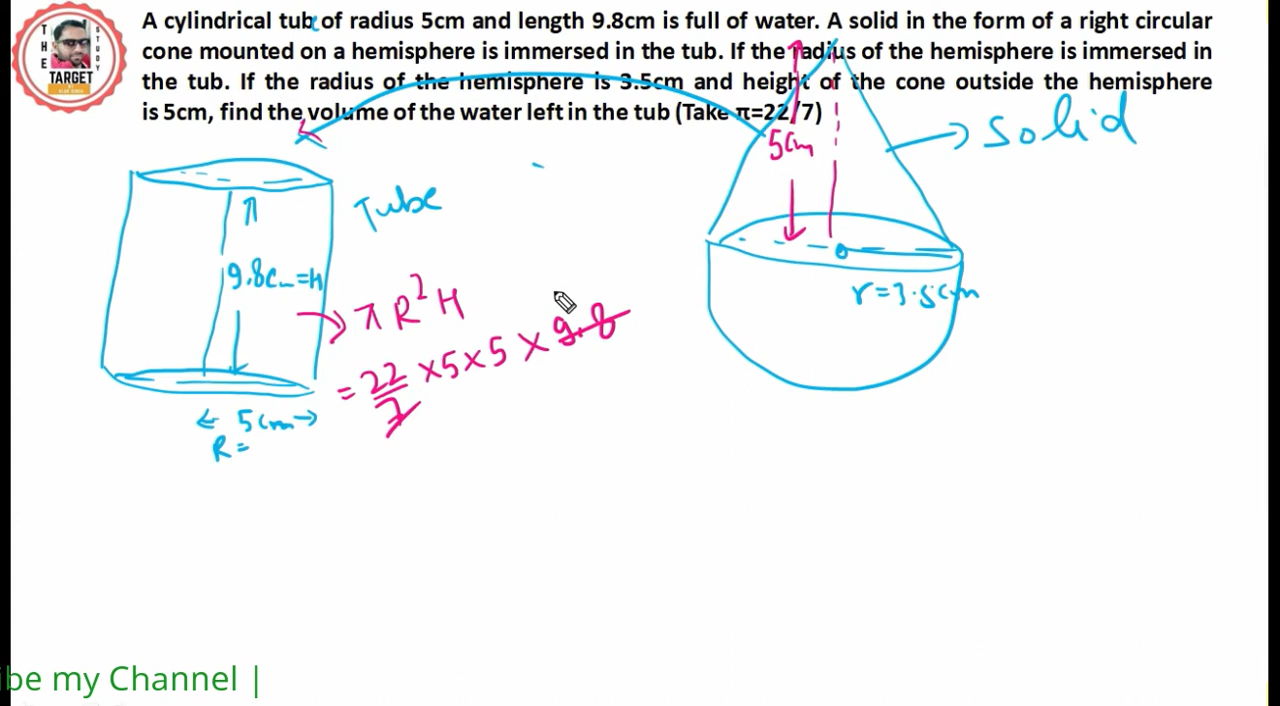 A cylindrical tub of radius 5cm and length 9.8cm is full of water. A solid in the form of a right circular
cone mounted on a hemisphere is immersed in the tub. If the radius of the hemisphere is immersed in
the tub. If the radius of the hemisphere is 3.5cm and height of the cone outside the hemisphere
is 5cm, find the volume of the water left in the tub (Take π=22/7)
THE
STUDY
TARGET
Solid
5cm
Tube
9.8cm=H
r=3.5cm
πR²H
=22/7 ×5×5×9.8
5cm
R=
be my Channel |